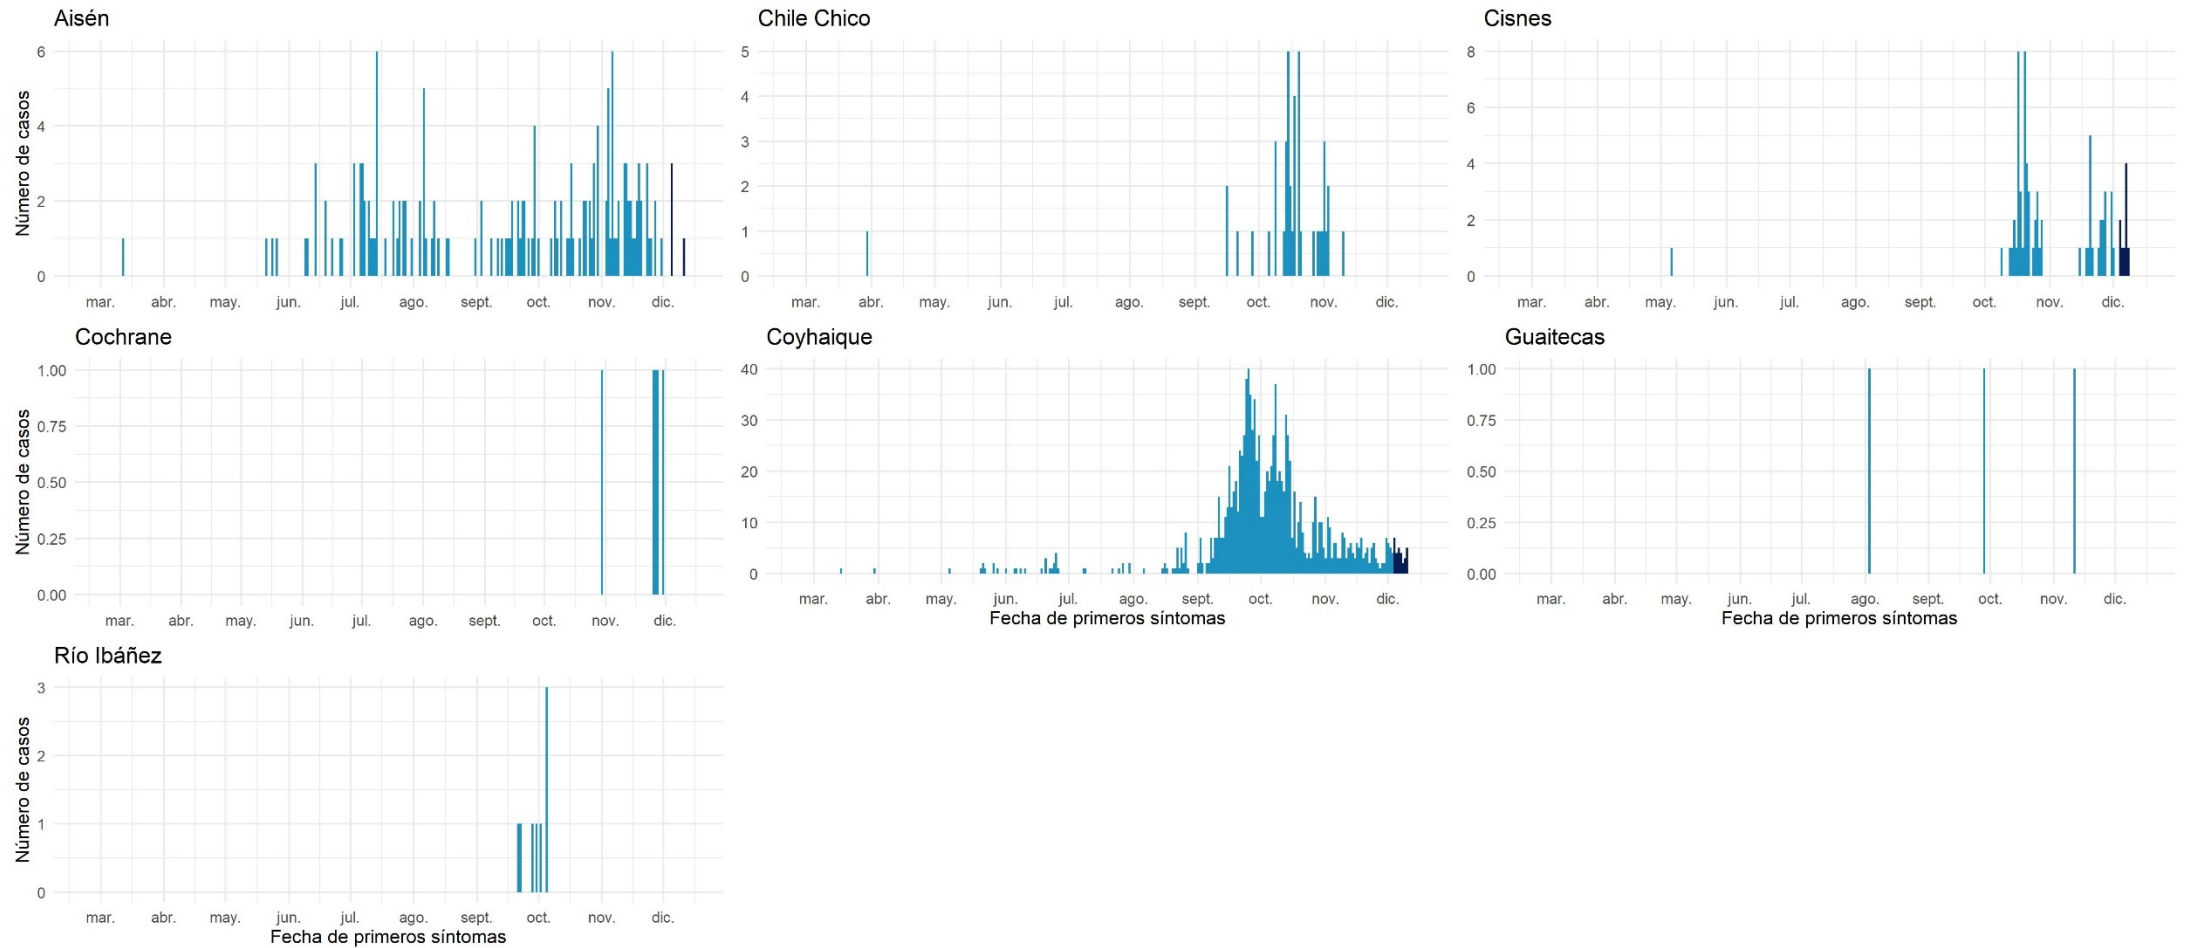 Aisén
Número de casos
6
4
2
0
mar. abr. may. jun. jul. ago. sept. oct. nov. dic.
Chile Chico
5
4
3
2
1
0
mar. abr. may. jun. jul. ago. sept. oct. nov. dic.
Cisnes
8
6
4
2
0
mar. abr. may. jun. jul. ago. sept. oct. nov. dic.
Cochrane
Número de casos
1.00
0.75
0.50
0.25
0.00
mar. abr. may. jun. jul. ago. sept. oct. nov. dic.
Coyhaique
40
30
20
10
0
mar. abr. may. jun. jul. ago. sept. oct. nov. dic.
Fecha de primeros síntomas
Guaitecas
1.00
0.75
0.50
0.25
0.00
mar. abr. may. jun. jul. ago. sept. oct. nov. dic.
Fecha de primeros síntomas
Río Ibáñez
Número de casos
3
2
1
0
mar. abr. may. jun. jul. ago. sept. oct. nov. dic.
Fecha de primeros síntomas